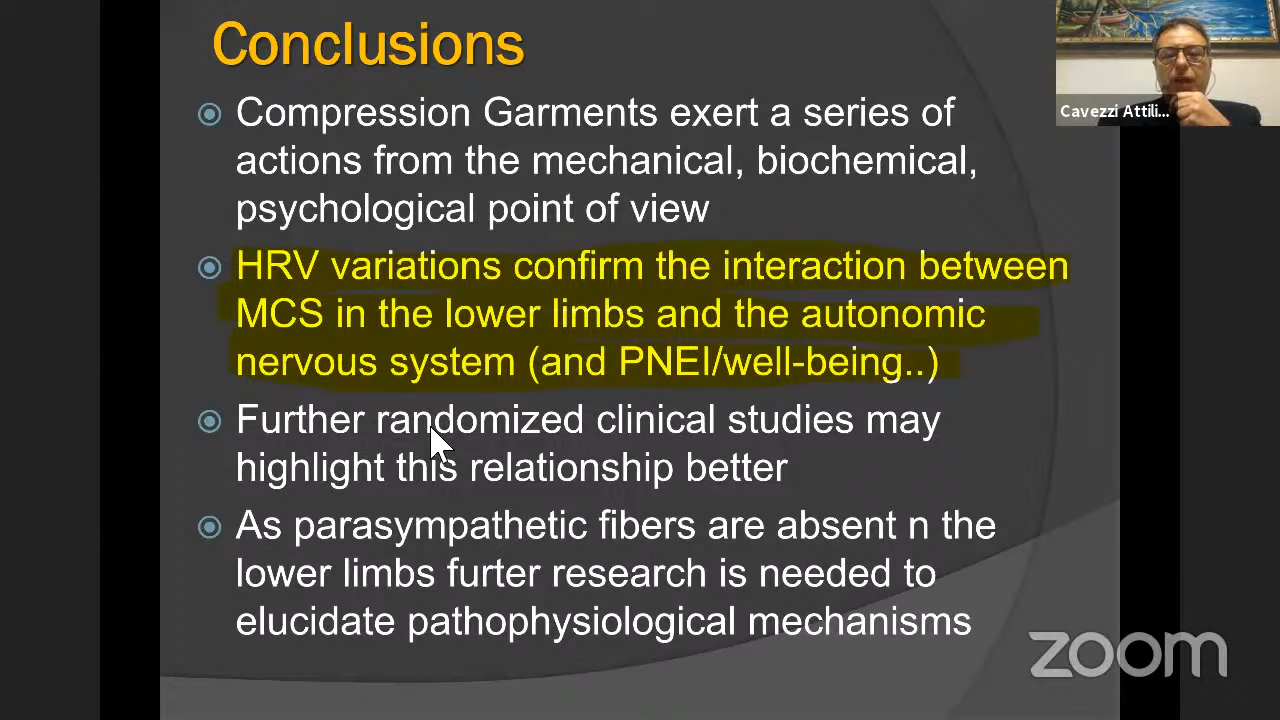 Conclusions
Compression Garments exert a series of
actions from the mechanical, biochemical,
psychological point of view
HRV variations confirm the interaction between
MCS in the lower limbs and the autonomic
nervous system (and PNEI/well-being..)
Further randomized clinical studies may
highlight this relationship better
As parasympathetic fibers are absent n the
lower limbs furter research is needed to
elucidate pathophysiological mechanisms
Cavezzi Attili...
zoom